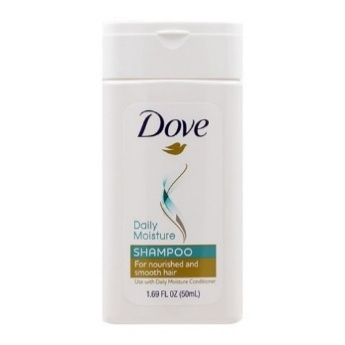 Dove
Daily
Moisture
SHAMPOO
For nourished and
smooth hair
Use with Daily Moisture Conditioner
1.69 FL OZ (50mL)